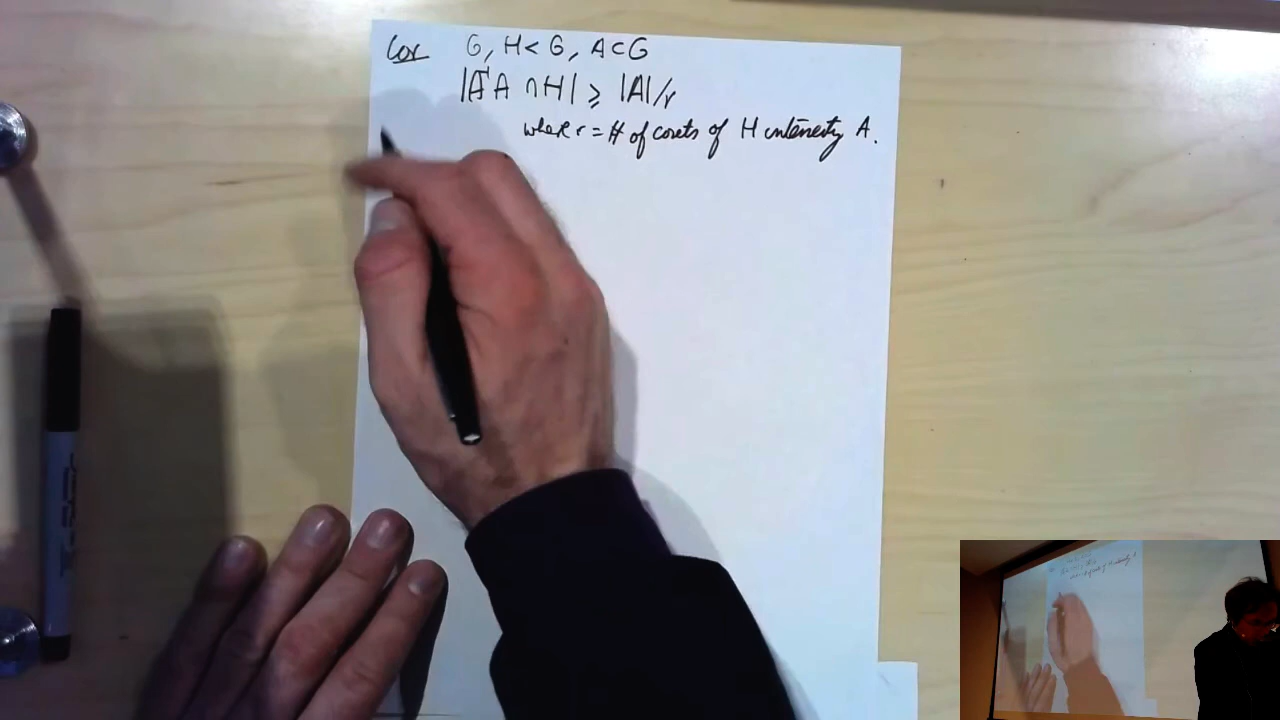 Cor G, H < G, A ⊂ G
|A⁻¹A ∩ H| ≥ |A|/r
where r = # of cosets of H intersecting A.